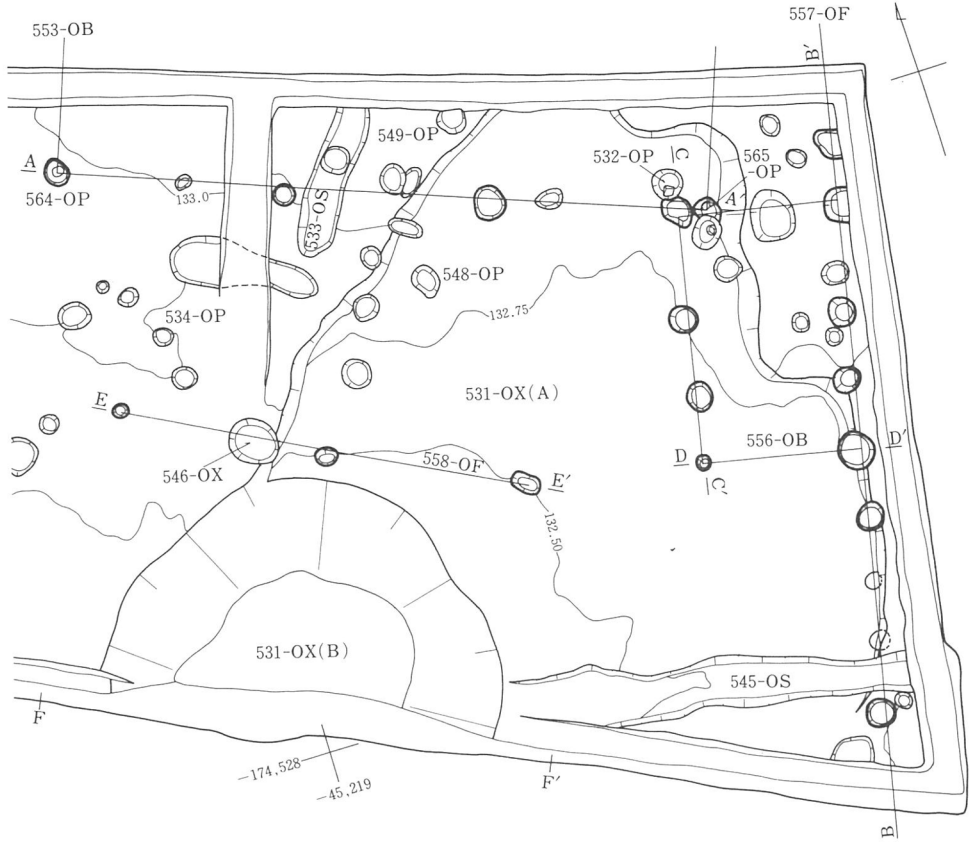 553-OB
557-OF
B'
549-OP
532-OP
C
565
-OP
A
564-OP
133.0
533-OS
A'
548-OP
534-OP
132.75
531-OX(A)
E
546-OX
558-OF
E'
556-OB
D
D'
C'
132.50
531-OX(B)
545-OS
F
F'
-174,528
-45,219
B